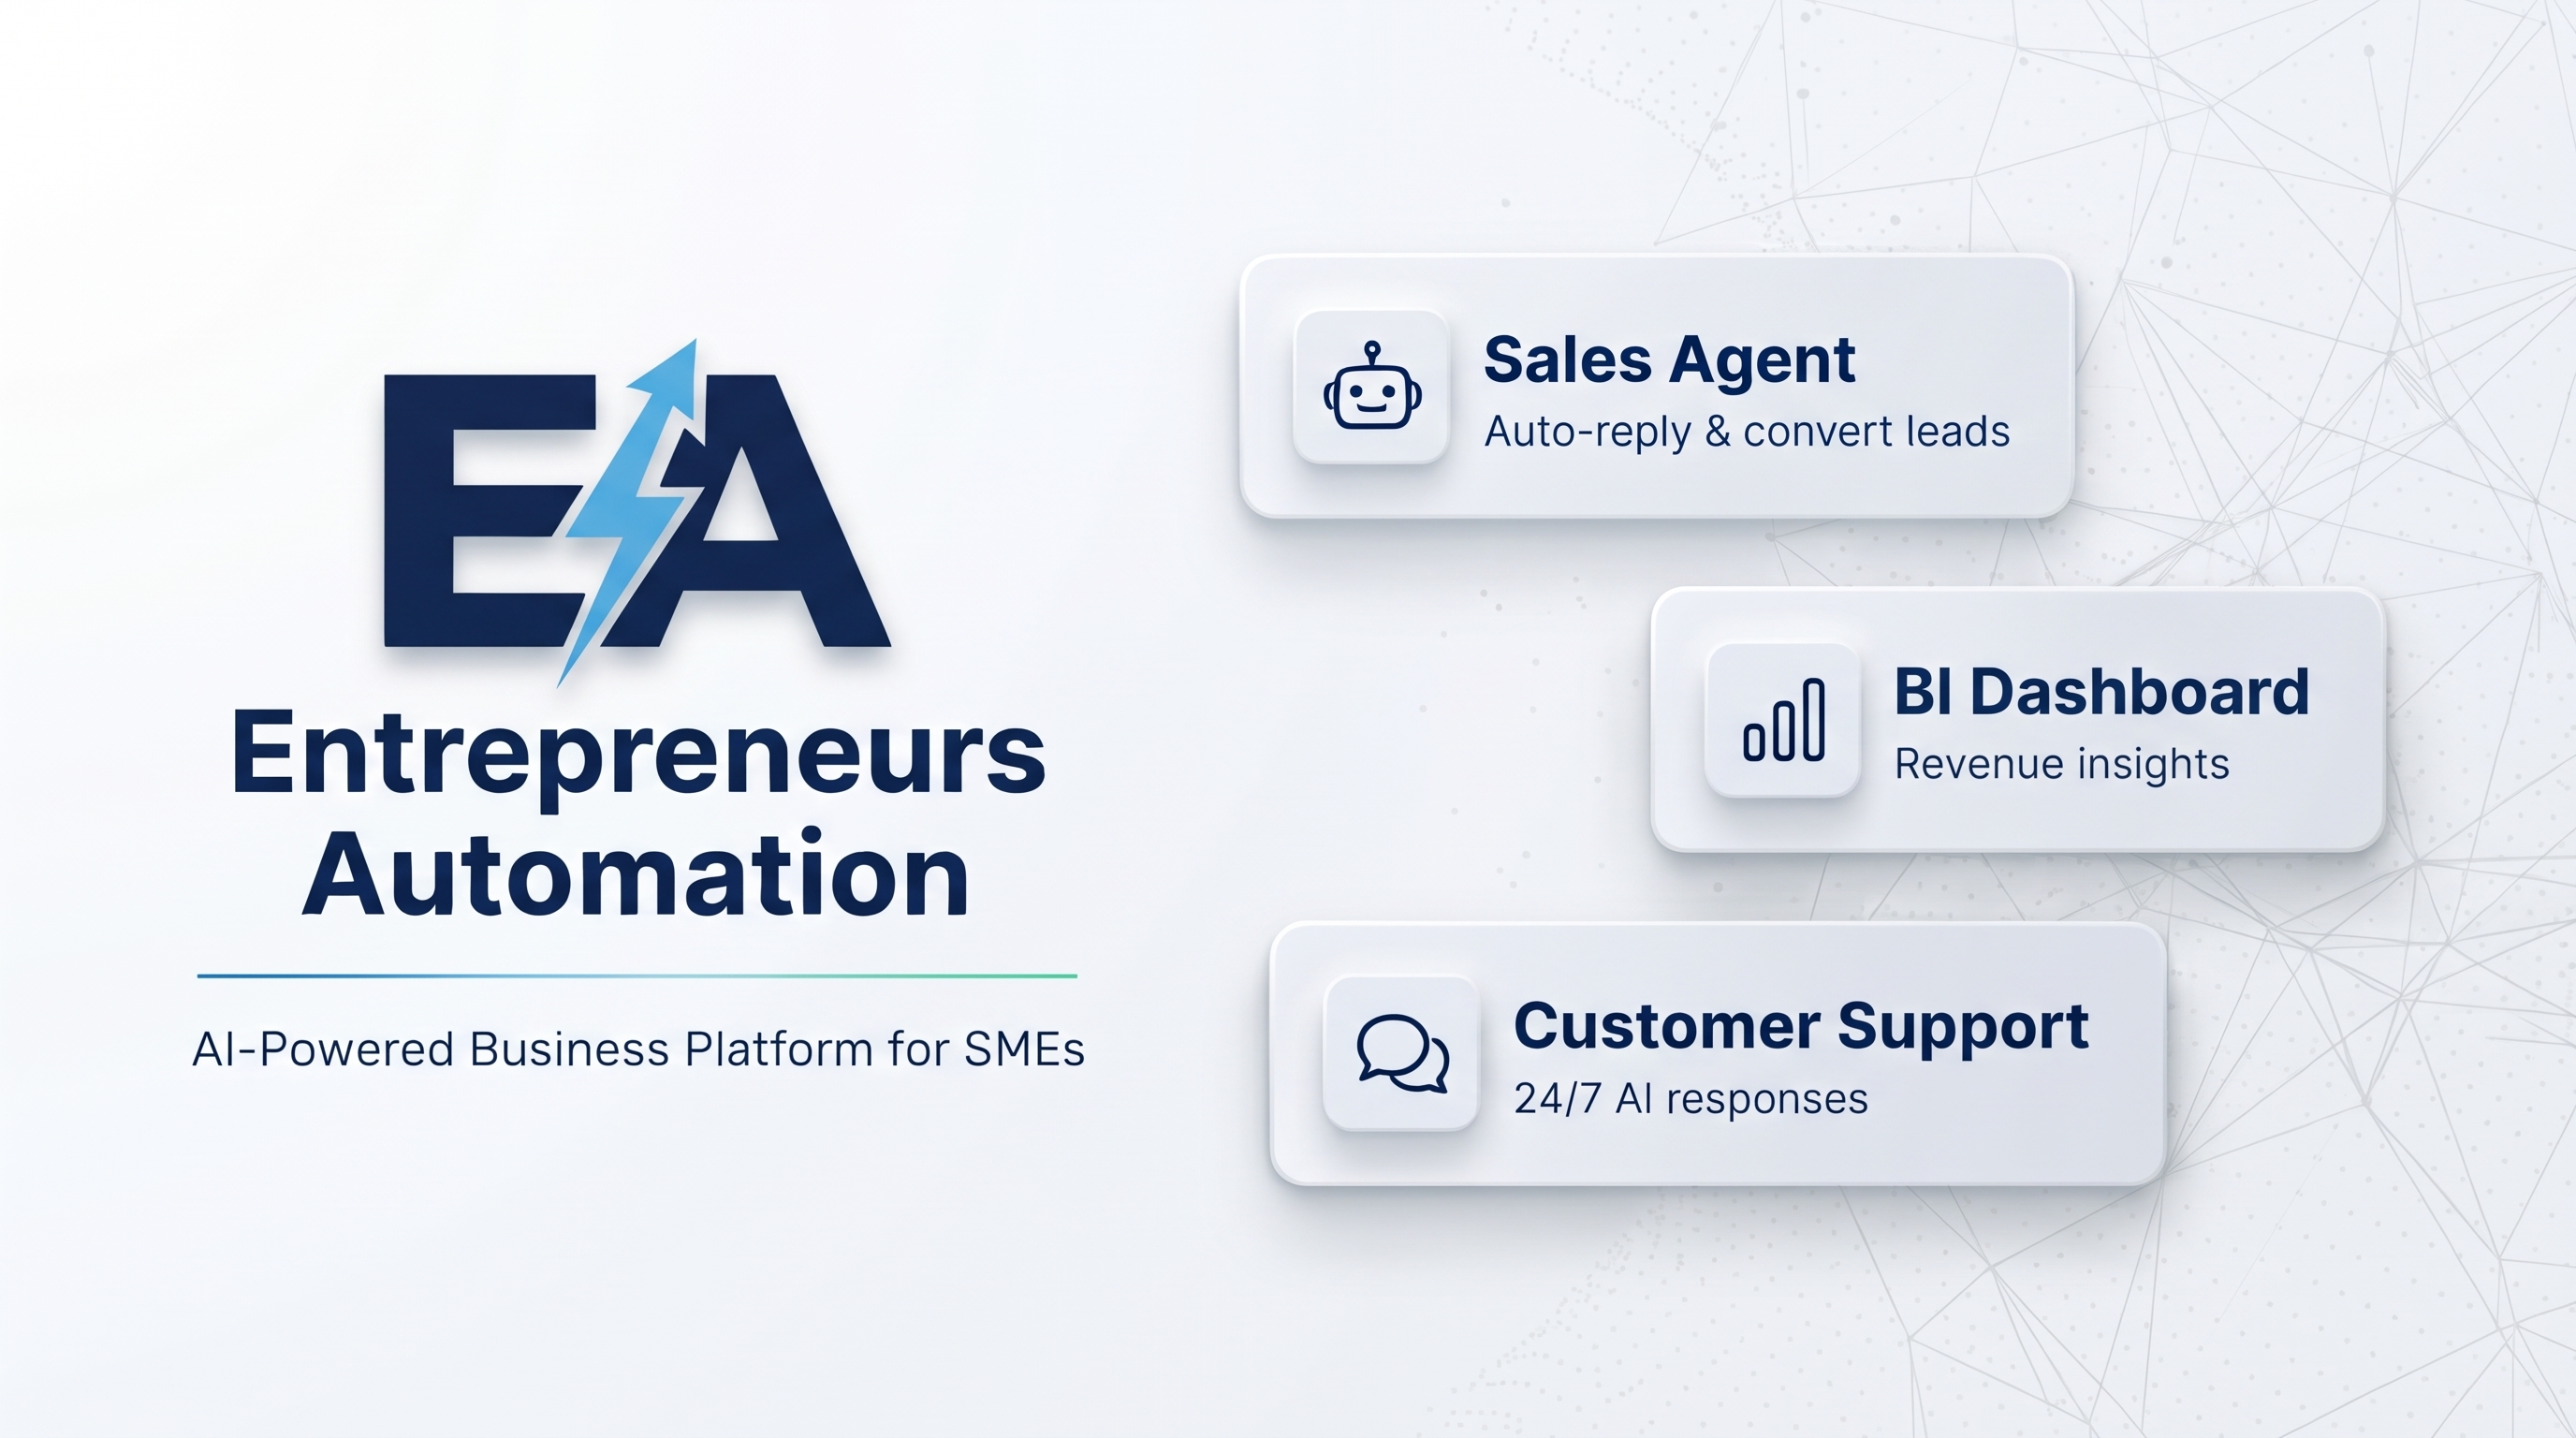 EA
Entrepreneurs
Automation
AI-Powered Business Platform for SMEs
Sales Agent
Auto-reply & convert leads
BI Dashboard
Revenue insights
Customer Support
24/7 AI responses